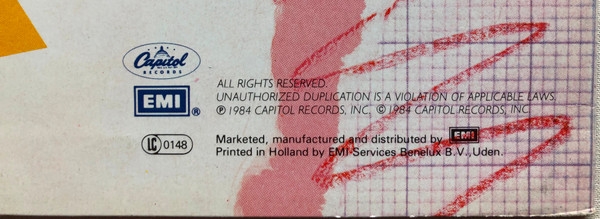 Capitol
RECORDS
EMI®
ALL RIGHTS RESERVED.
UNAUTHORIZED DUPLICATION IS A VIOLATION OF APPLICABLE LAWS.
℗ 1984 CAPITOL RECORDS, INC. © 1984 CAPITOL RECORDS, INC.
LC 0148
Marketed, manufactured and distributed by EMI
Printed in Holland by EMI-Services Benelux B.V., Uden.